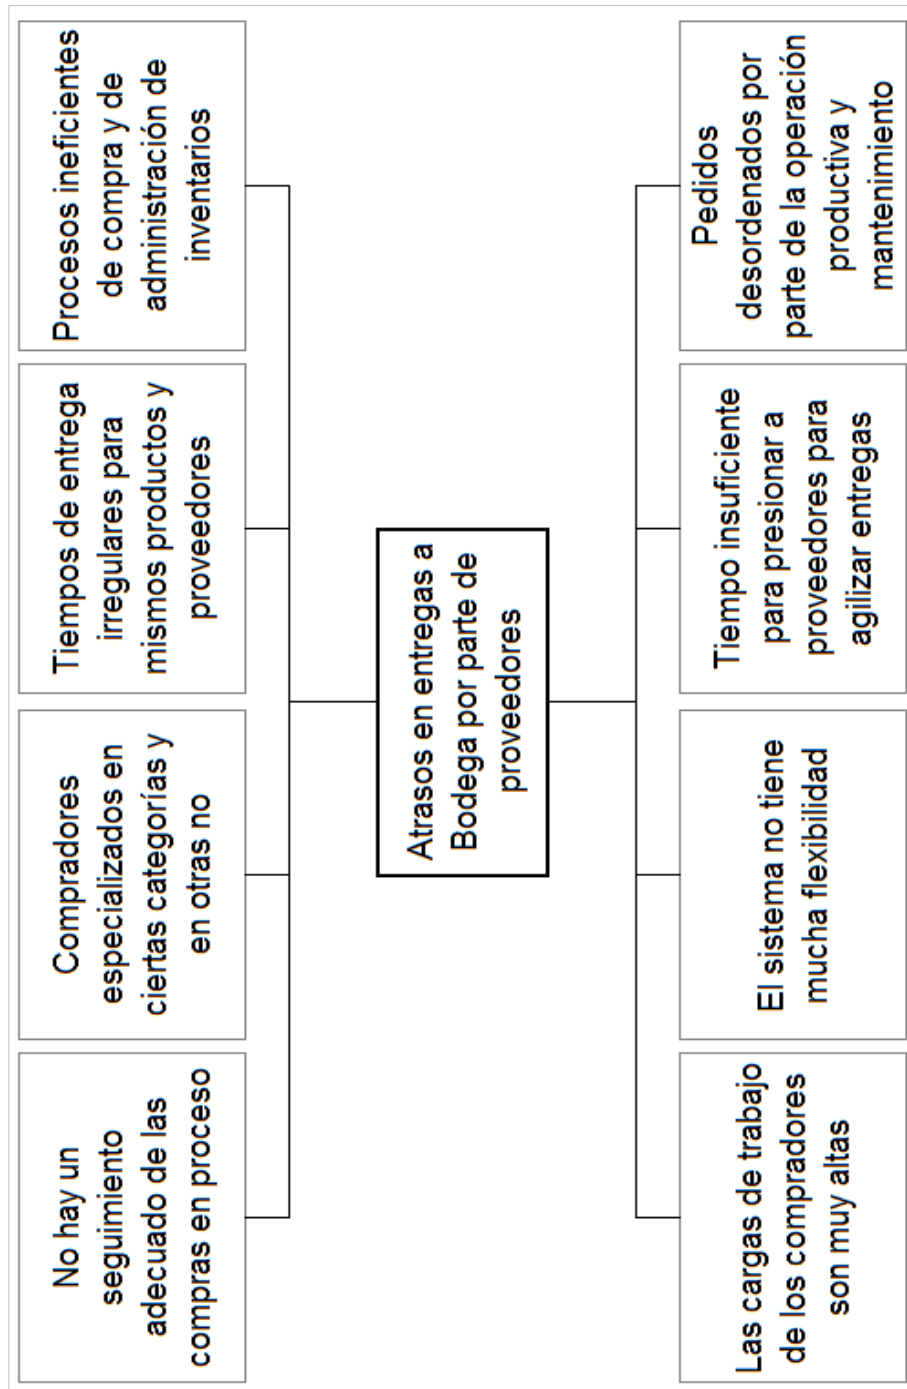 No hay un
seguimiento
adecuado de las
compras en proceso
Compradores
especializados en
ciertas categorías y
en otras no
Tiempos de entrega
irregulares para
mismos productos y
proveedores
Procesos ineficientes
de compra y de
administración de
inventarios
Atrasos en entregas a
Bodega por parte de
proveedores
Las cargas de trabajo
de los compradores
son muy altas
El sistema no tiene
mucha flexibilidad
Tiempo insuficiente
para presionar a
proveedores para
agilizar entregas
Pedidos
desordenados por
parte de la operación
productiva y
mantenimiento